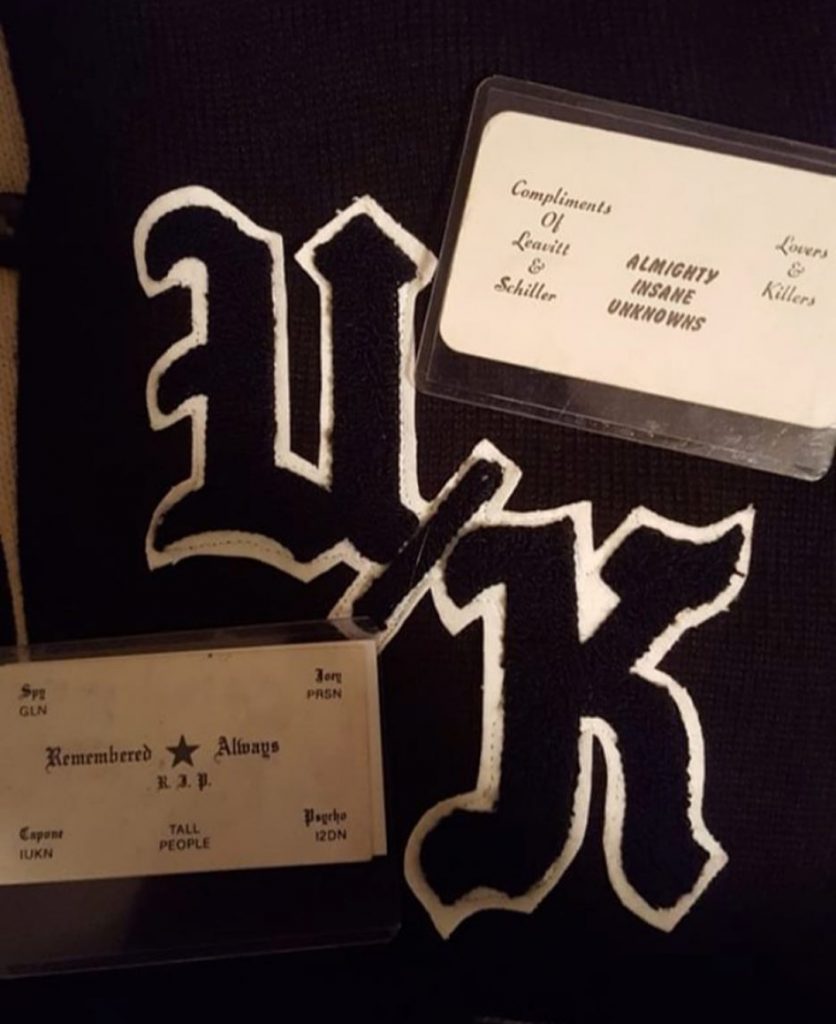 Compliments
Of
Leavitt
&
Schiller
ALMIGHTY
INSANE
UNKNOWNS
Lovers
&
Killers
U/K
Spy
GLN
Joey
PRSN
Remembered ★ Always
R. I. P.
Capone
IUKN
TALL
PEOPLE
Psycho
I2DN